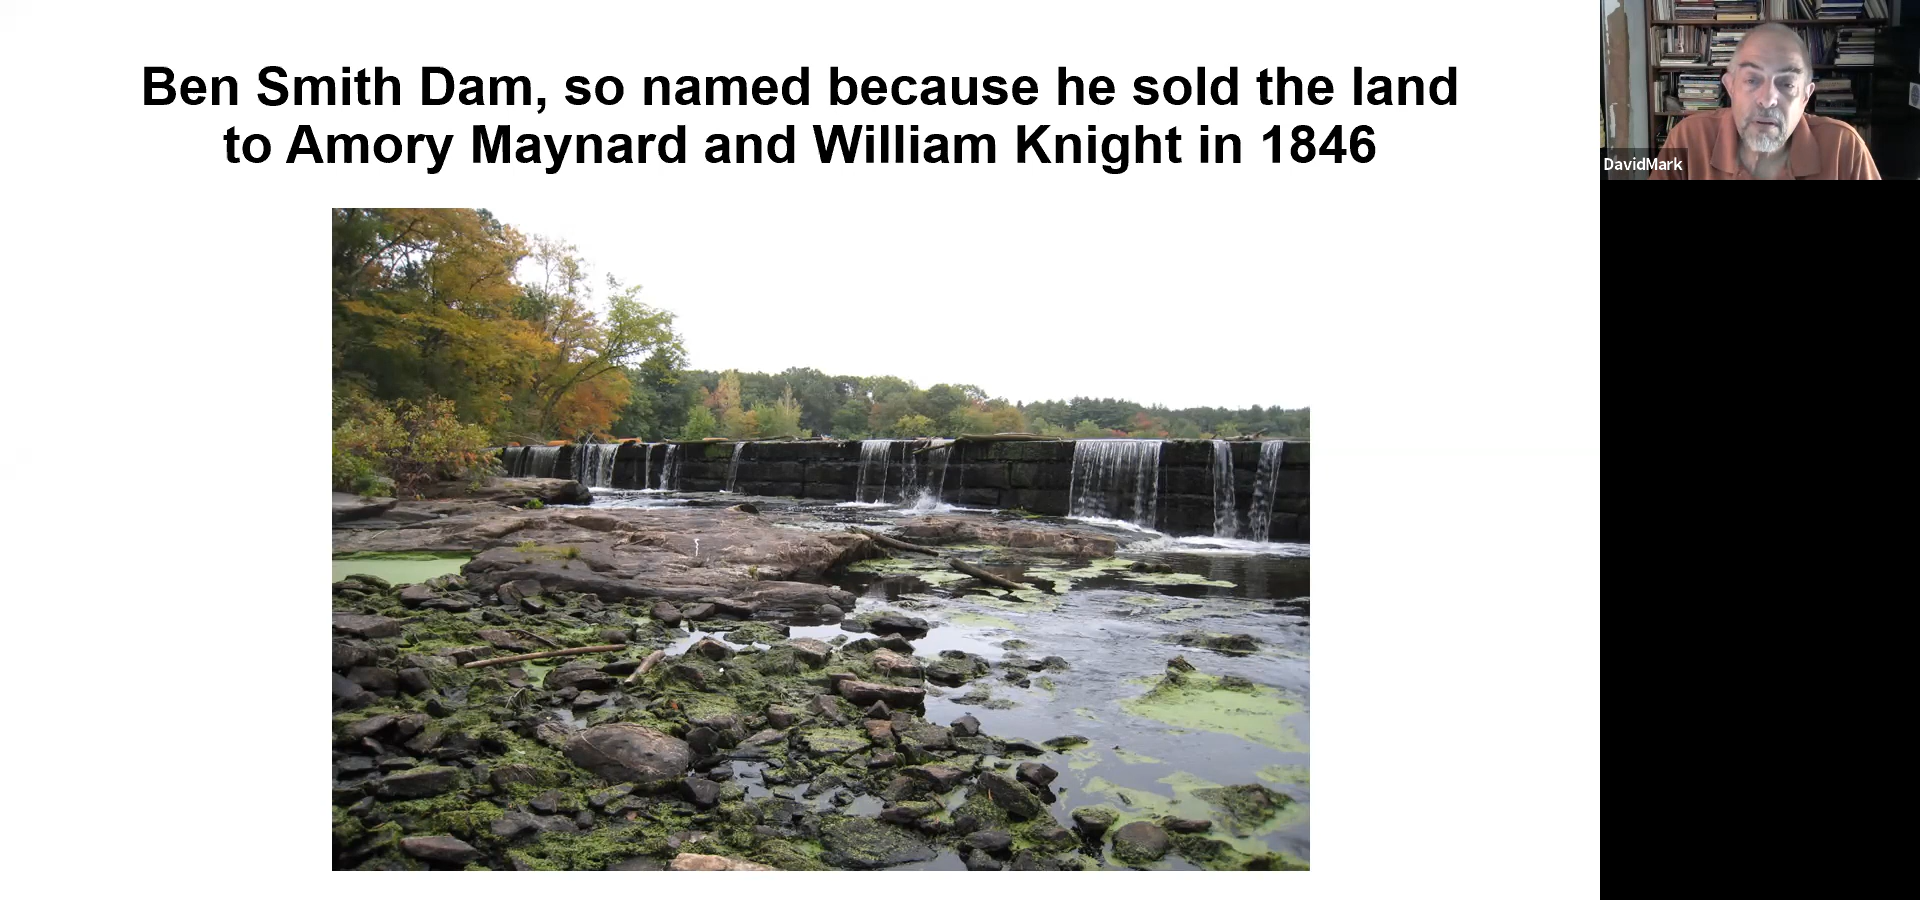 Ben Smith Dam, so named because he sold the land
to Amory Maynard and William Knight in 1846
DavidMark